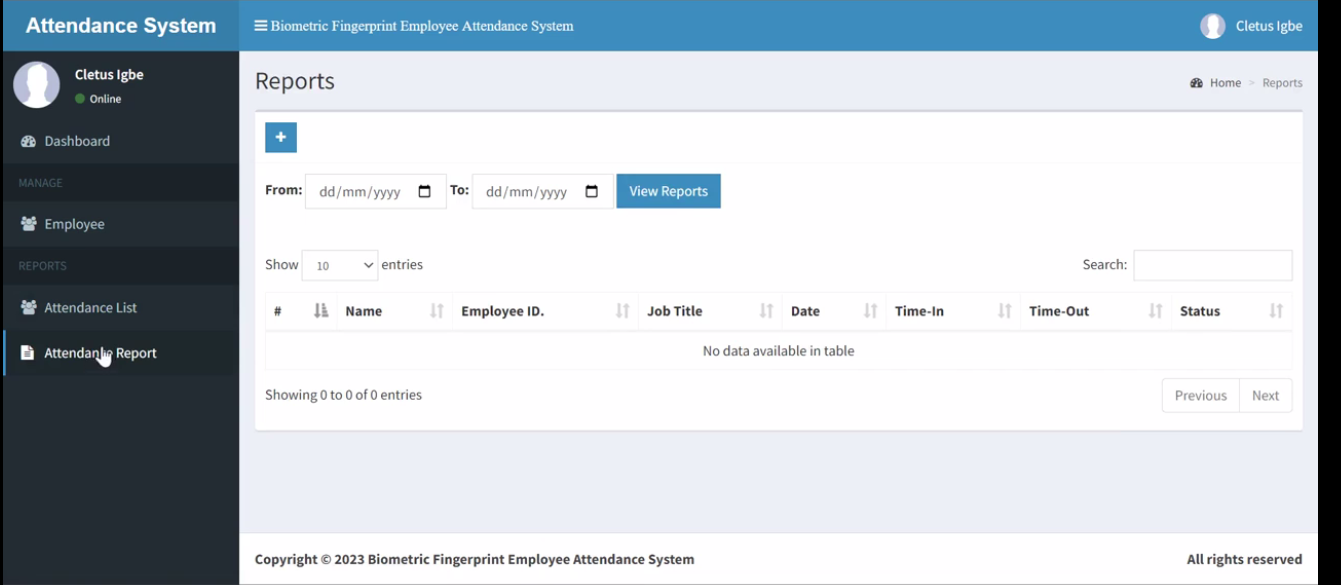 Attendance System
Biometric Fingerprint Employee Attendance System
Cletus Igbe
Cletus Igbe
Online
Dashboard
MANAGE
Employee
REPORTS
Attendance List
Attendance Report
Reports
Home > Reports
+
From: dd/mm/yyyy To: dd/mm/yyyy View Reports
Show 10 entries
Search:
# Name Employee ID. Job Title Date Time-In Time-Out Status
No data available in table
Showing 0 to 0 of 0 entries
Previous Next
Copyright © 2023 Biometric Fingerprint Employee Attendance System
All rights reserved